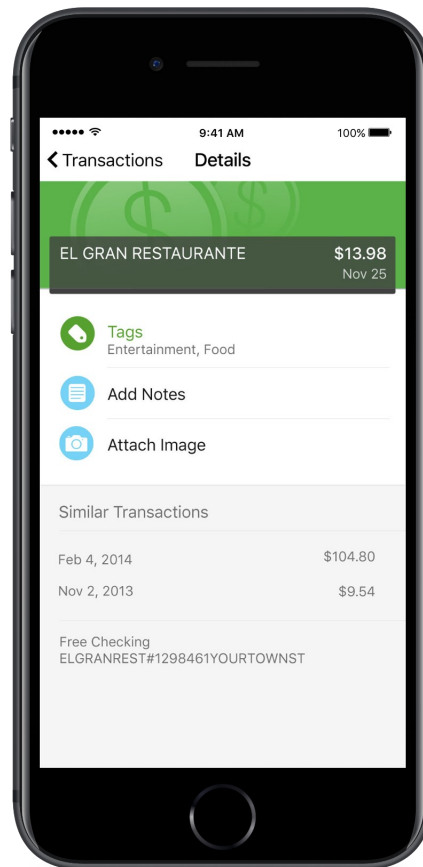 9:41 AM 100%
Transactions Details
EL GRAN RESTAURANTE $13.98
Nov 25
Tags
Entertainment, Food
Add Notes
Attach Image
Similar Transactions
Feb 4, 2014 $104.80
Nov 2, 2013 $9.54
Free Checking
ELGRANREST#1298461YOURTOWNST